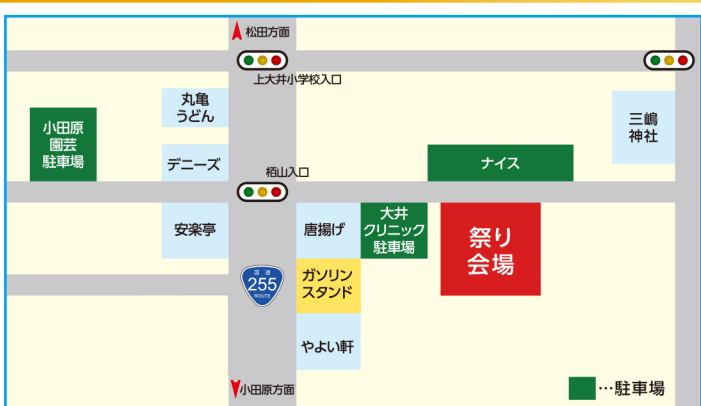 松田方面
上大井小学校入口
丸亀
うどん
小田原
園芸
駐車場
三嶋
神社
デニーズ
栢山入口
ナイス
安楽亭
唐揚げ
大井
クリニック
駐車場
祭り
会場
国道
255
ROUTE
ガソリン
スタンド
やよい軒
小田原方面
…駐車場